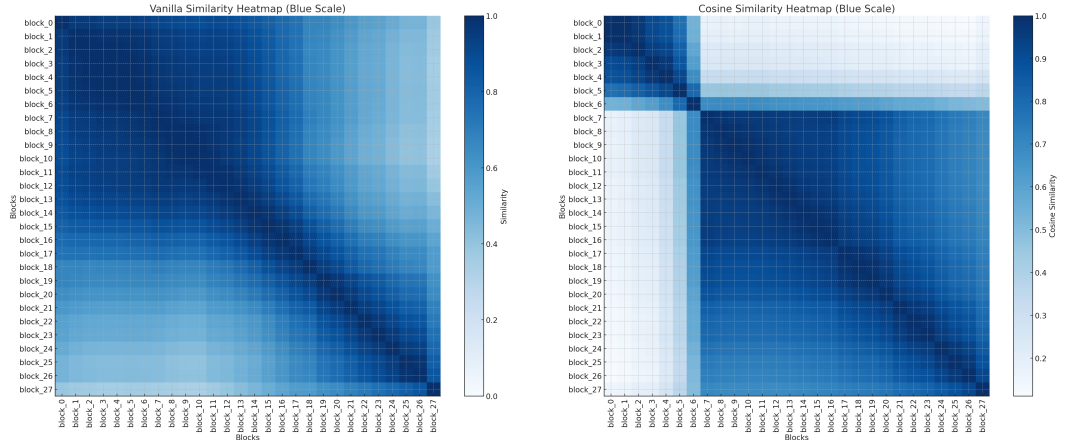 Vanilla Similarity Heatmap (Blue Scale)
block_0
block_1
block_2
block_3
block_4
block_5
block_6
block_7
block_8
block_9
block_10
block_11
block_12
block_13
block_14
block_15
block_16
block_17
block_18
block_19
block_20
block_21
block_22
block_23
block_24
block_25
block_26
block_27
Blocks
block_0
block_1
block_2
block_3
block_4
block_5
block_6
block_7
block_8
block_9
block_10
block_11
block_12
block_13
block_14
block_15
block_16
block_17
block_18
block_19
block_20
block_21
block_22
block_23
block_24
block_25
block_26
block_27
Blocks
1.0
0.8
0.6
0.4
0.2
0.0
Similarity
Cosine Similarity Heatmap (Blue Scale)
block_0
block_1
block_2
block_3
block_4
block_5
block_6
block_7
block_8
block_9
block_10
block_11
block_12
block_13
block_14
block_15
block_16
block_17
block_18
block_19
block_20
block_21
block_22
block_23
block_24
block_25
block_26
block_27
Blocks
block_0
block_1
block_2
block_3
block_4
block_5
block_6
block_7
block_8
block_9
block_10
block_11
block_12
block_13
block_14
block_15
block_16
block_17
block_18
block_19
block_20
block_21
block_22
block_23
block_24
block_25
block_26
block_27
Blocks
1.0
0.9
0.8
0.7
0.6
0.5
0.4
0.3
0.2
Cosine Similarity